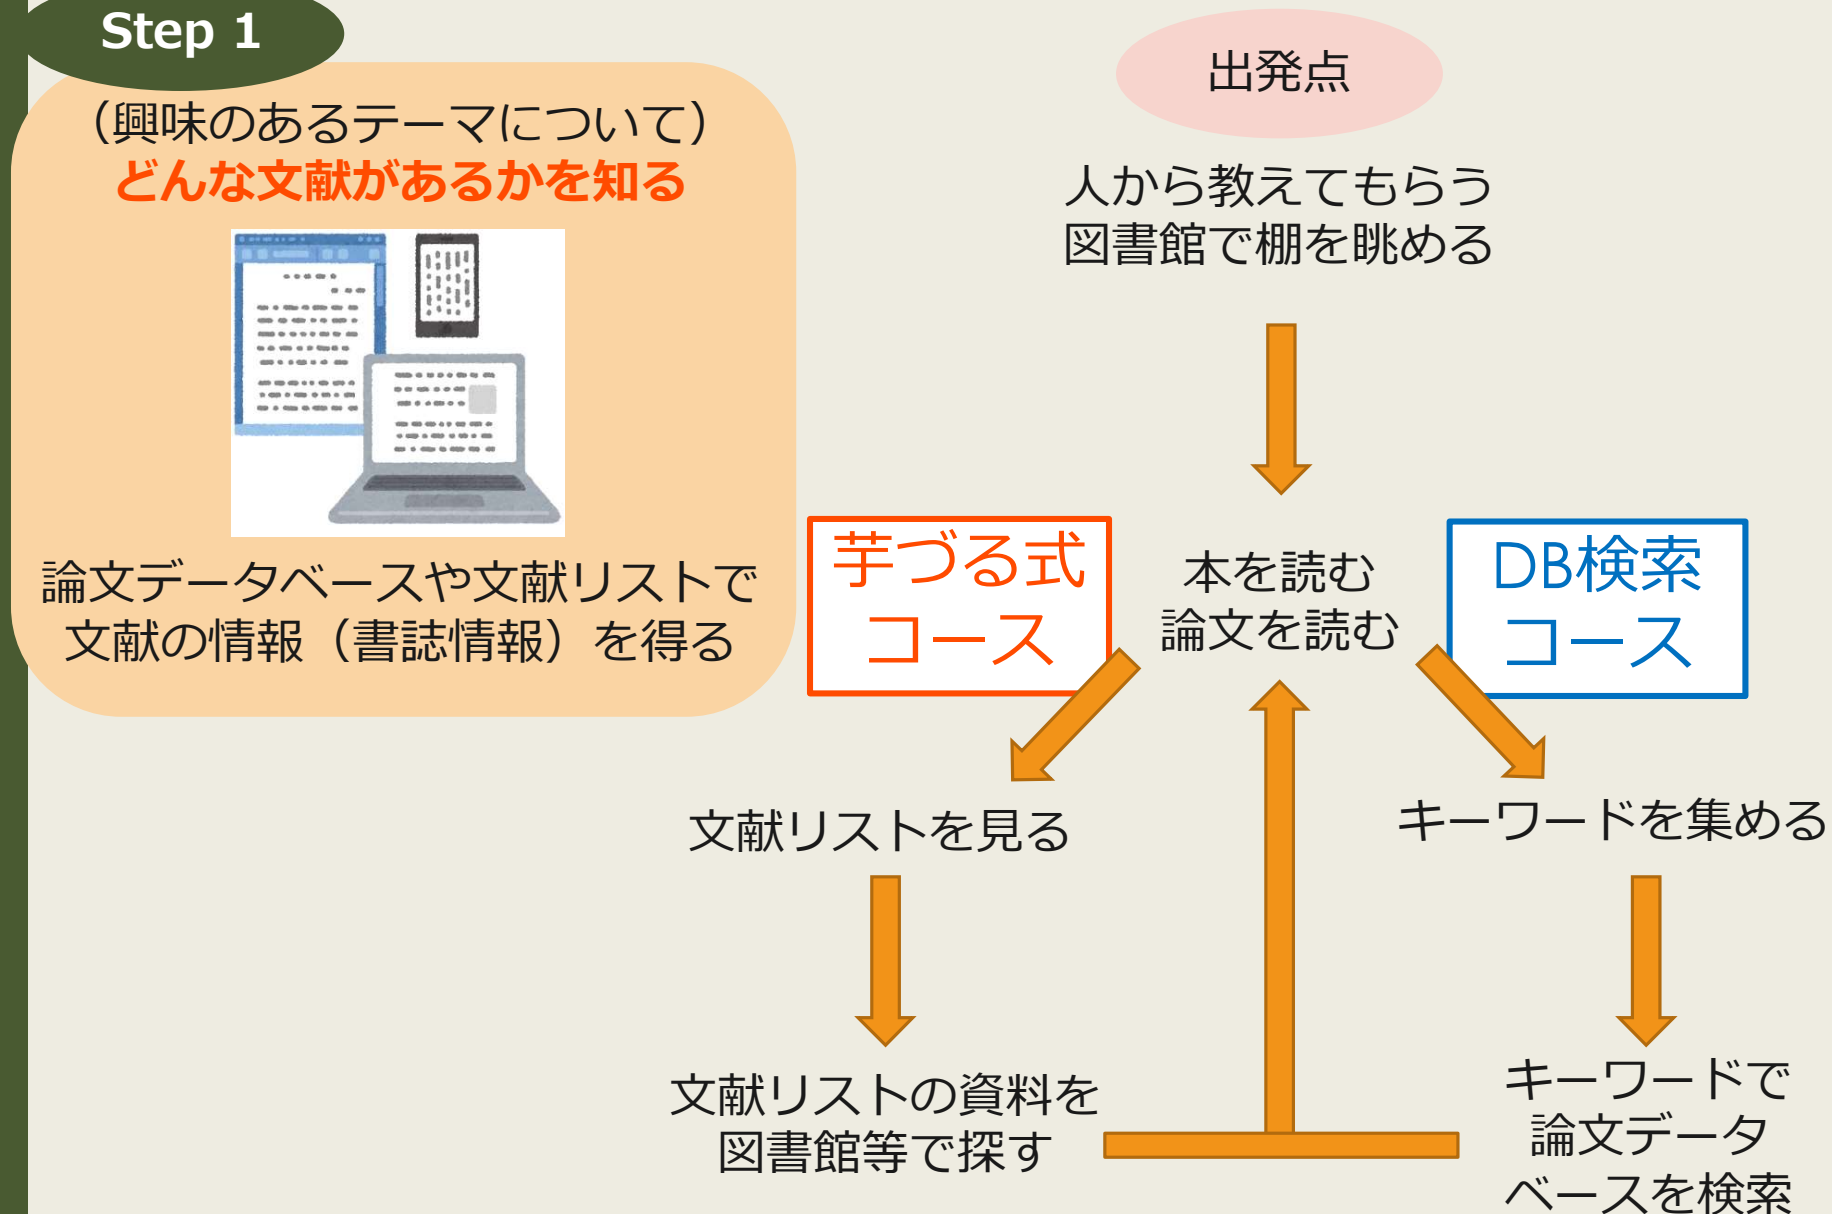 Step 1
（興味のあるテーマについて）
どんな文献があるかを知る
論文データベースや文献リストで
文献の情報（書誌情報）を得る
出発点
人から教えてもらう
図書館で棚を眺める
芋づる式
コース
本を読む
論文を読む
DB検索
コース
文献リストを見る
キーワードを集める
文献リストの資料を
図書館等で探す
キーワードで
論文データ
ベースを検索